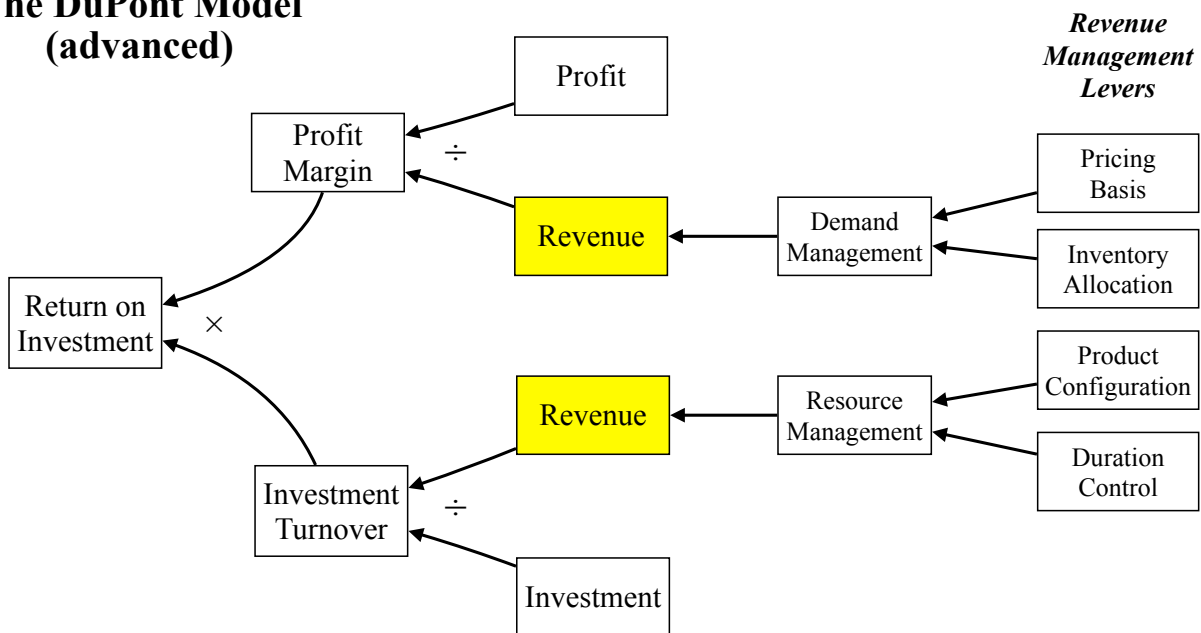 he DuPont Model
(advanced)
Revenue
Management
Levers
Profit
Profit
Margin
÷
Pricing
Basis
Revenue
Demand
Management
Inventory
Allocation
Return on
Investment
×
Product
Configuration
Revenue
Resource
Management
Duration
Control
Investment
Turnover
÷
Investment